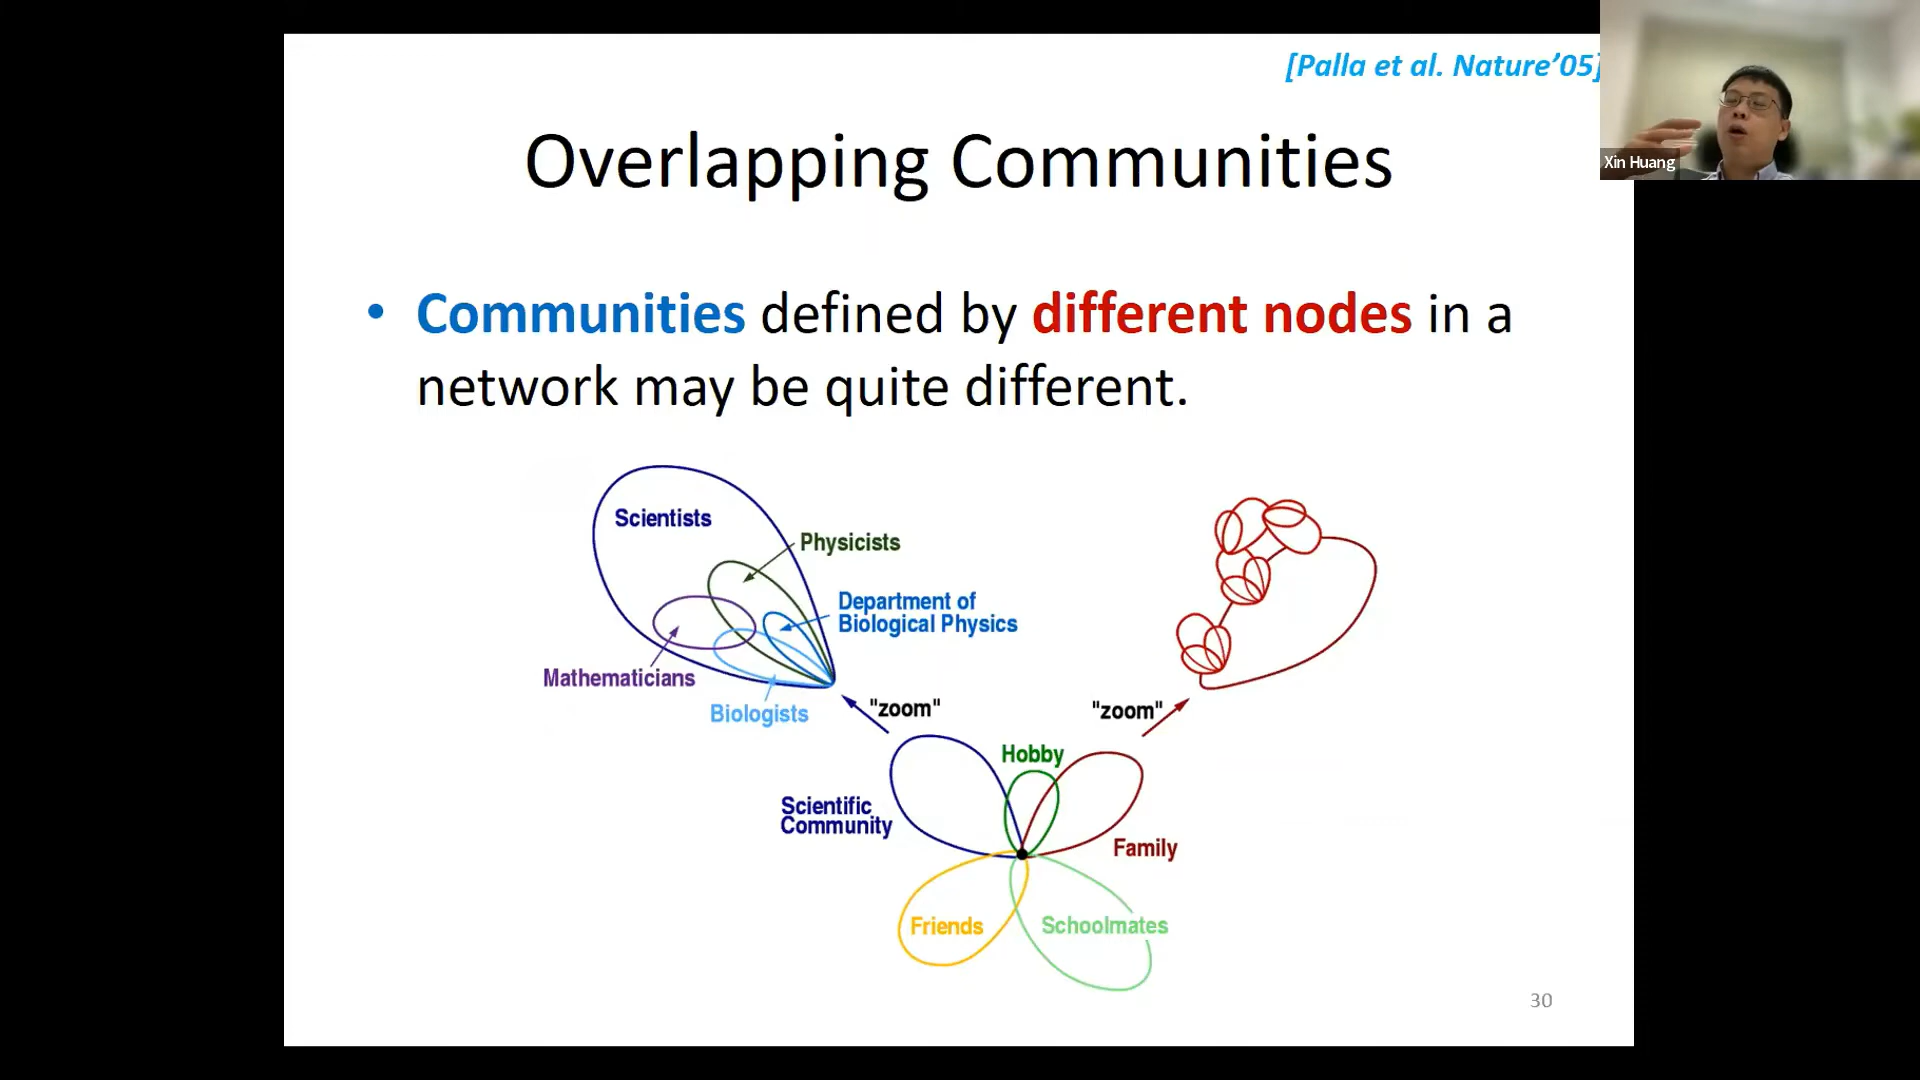 [Palla et al. Nature’05]
Xin Huang
Overlapping Communities
• Communities defined by different nodes in a
network may be quite different.
Scientists
Physicists
Department of
Biological Physics
Mathematicians
Biologists
"zoom"
"zoom"
Hobby
Scientific
Community
Family
Friends
Schoolmates
30